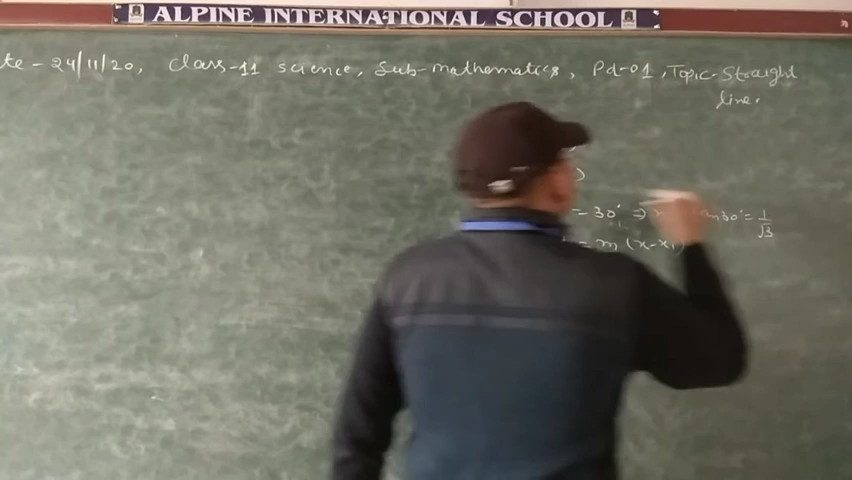 ALPINE INTERNATIONAL SCHOOL
te - 24/11/20, Class-11 science, Sub-mathematics, Pd-01, Topic-Straight
line.
)
= 30° ⇒ an30° = 1/√3
= m (x-x₁)